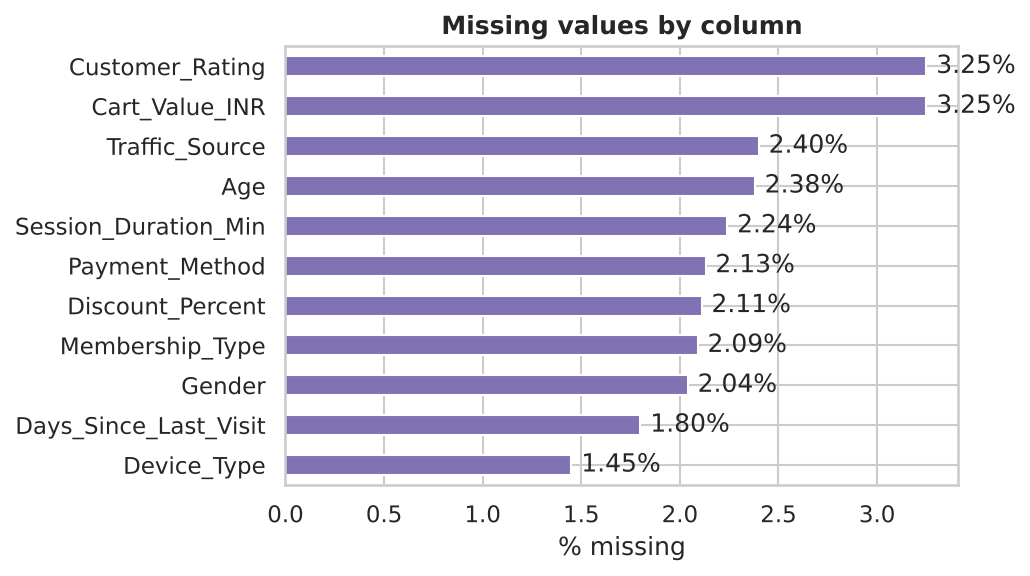 Missing values by column
Customer_Rating 3.25%
Cart_Value_INR 3.25%
Traffic_Source 2.40%
Age 2.38%
Session_Duration_Min 2.24%
Payment_Method 2.13%
Discount_Percent 2.11%
Membership_Type 2.09%
Gender 2.04%
Days_Since_Last_Visit 1.80%
Device_Type 1.45%
0.0 0.5 1.0 1.5 2.0 2.5 3.0
% missing